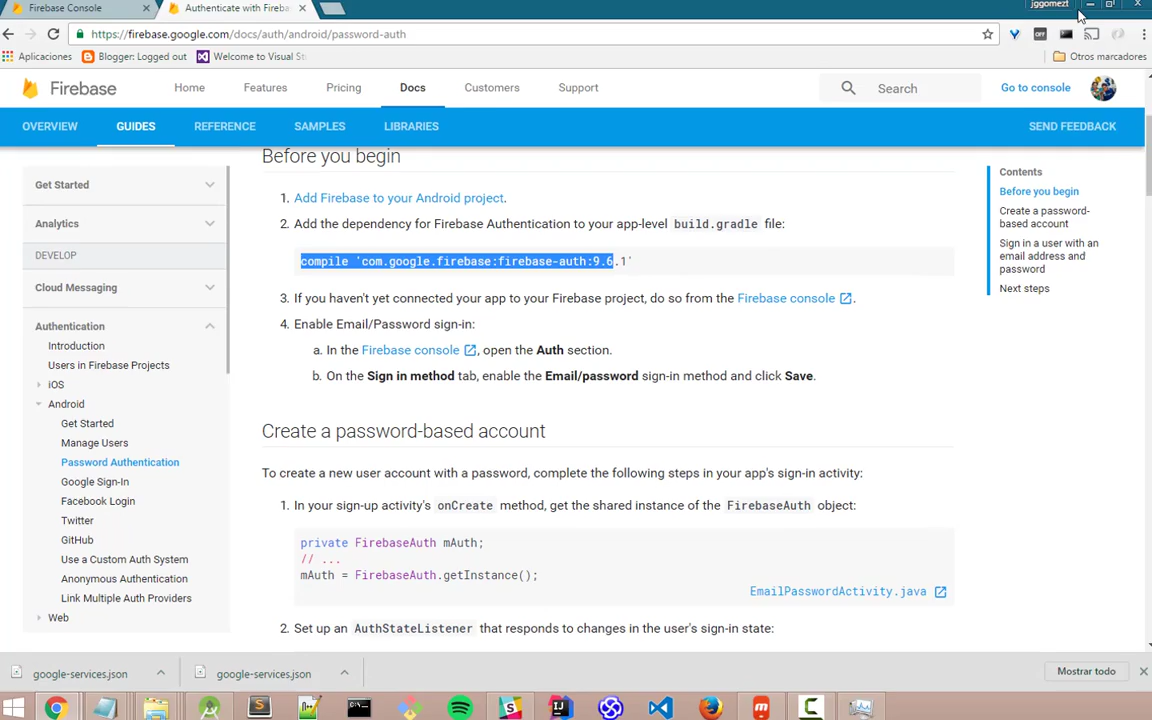 Firebase Console
Authenticate with Fireba
jggomezt
https://firebase.google.com/docs/auth/android/password-auth
Aplicaciones
Blogger: Logged out
Welcome to Visual St
Otros marcadores
Firebase
Home
Features
Pricing
Docs
Customers
Support
Search
Go to console
OVERVIEW
GUIDES
REFERENCE
SAMPLES
LIBRARIES
SEND FEEDBACK
Get Started
Analytics
DEVELOP
Cloud Messaging
Authentication
Introduction
Users in Firebase Projects
iOS
Android
Get Started
Manage Users
Password Authentication
Google Sign-In
Facebook Login
Twitter
GitHub
Use a Custom Auth System
Anonymous Authentication
Link Multiple Auth Providers
Web
Before you begin
1. Add Firebase to your Android project.
2. Add the dependency for Firebase Authentication to your app-level build.gradle file:
compile 'com.google.firebase:firebase-auth:9.6.1'
3. If you haven't yet connected your app to your Firebase project, do so from the Firebase console.
4. Enable Email/Password sign-in:
a. In the Firebase console, open the Auth section.
b. On the Sign in method tab, enable the Email/password sign-in method and click Save.
Create a password-based account
To create a new user account with a password, complete the following steps in your app's sign-in activity:
1. In your sign-up activity's onCreate method, get the shared instance of the FirebaseAuth object:
private FirebaseAuth mAuth;
// ...
mAuth = FirebaseAuth.getInstance();
EmailPasswordActivity.java
2. Set up an AuthStateListener that responds to changes in the user's sign-in state:
Contents
Before you begin
Create a password-
based account
Sign in a user with an
email address and
password
Next steps
google-services.json
google-services.json
Mostrar todo